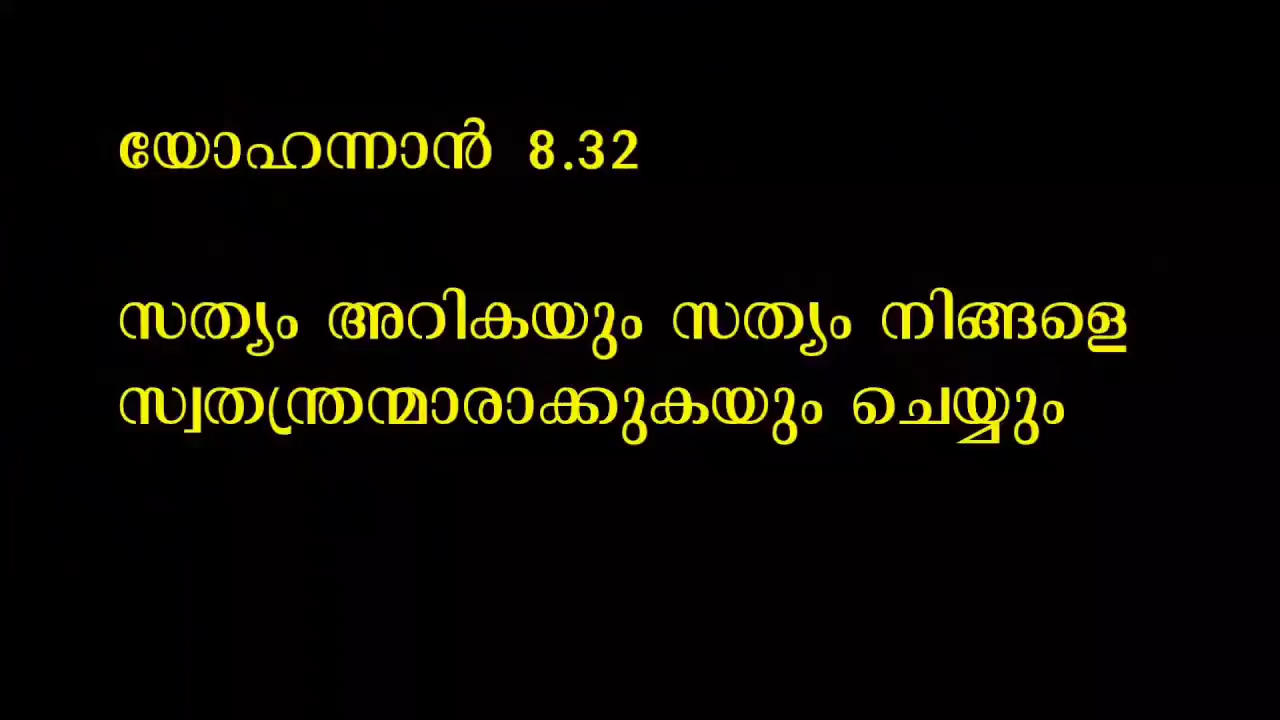 യോഹന്നാൻ 8.32
സത്യം അറികയും സത്യം നിങ്ങളെ
സ്വതന്ത്രന്മാരാക്കുകയും ചെയ്യും